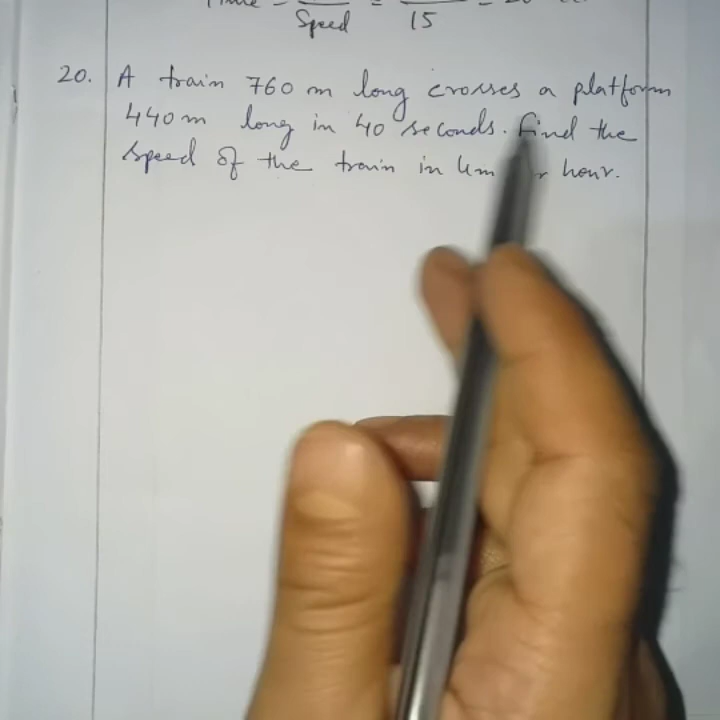 Speed 15
20. A train 760 m long crosses a platform
440m long in 40 seconds. Find the
speed of the train in km hour.